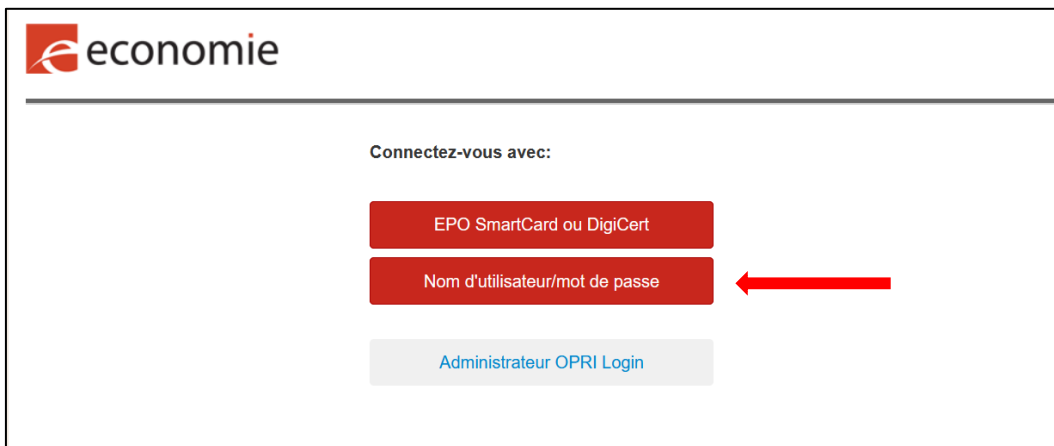 economie
Connectez-vous avec:
EPO SmartCard ou DigiCert
Nom d'utilisateur/mot de passe
Administrateur OPRI Login